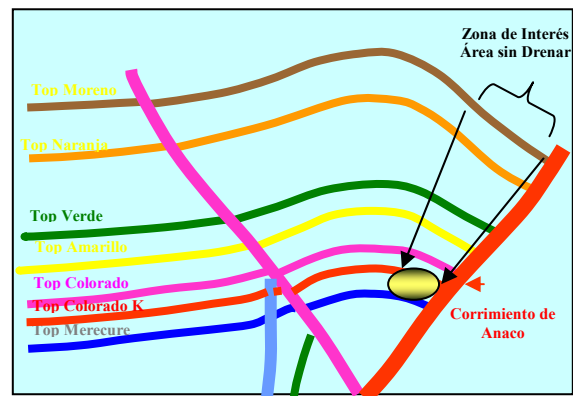 Zona de Interés
Área sin Drenar
Top Moreno
Top Naranja
Top Verde
Top Amarillo
Top Colorado
Top Colorado K
Top Merecure
Corrimiento de
Anaco